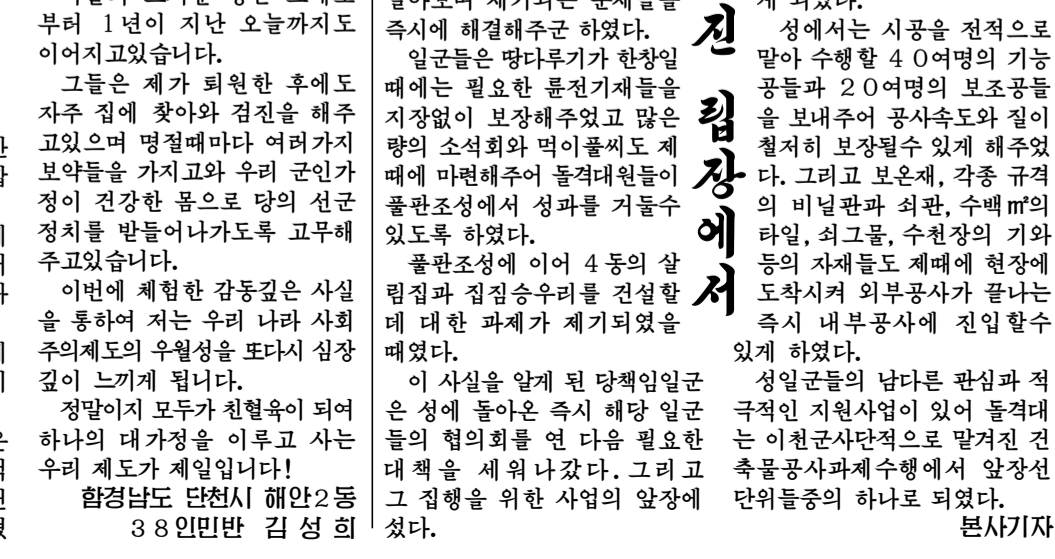 부터 1년이 지난 오늘까지도
이어지고있습니다.
그들은 제가 퇴원한 후에도
자주 집에 찾아와 검진을 해주
고있으며 명절때마다 여러가지
보약들을 가지고와 우리 군인가
정이 건강한 몸으로 당의 선군
정치를 받들어나가도록 고무해
주고있습니다.
이번에 체험한 감동깊은 사실
을 통하여 저는 우리 나라 사회
주의제도의 우월성을 또다시 심장
깊이 느끼게 됩니다.
정말이지 모두가 친혈육이 되여
하나의 대가정을 이루고 사는
우리 제도가 제일입니다!
함경남도 단천시 해안2동
38인민반 김성희
즉시에 해결해주군 하였다.
일군들은 땅다루기가 한창일
때에는 필요한 륜전기재들을
지장없이 보장해주었고 많은
량의 소석회와 먹이풀씨도 제
때에 마련해주어 돌격대원들이
풀판조성에서 성과를 거둘수
있도록 하였다.
풀판조성에 이어 4동의 살
림집과 집짐승우리를 건설할
데 대한 과제가 제기되였을
때였다.
이 사실을 알게 된 당책임일군
은 성에 돌아온 즉시 해당 일군
들의 협의회를 연 다음 필요한
대책을 세워나갔다. 그리고
그 집행을 위한 사업의 앞장에
섰다.
진 립장에서
게 되였다.
성에서는 시공을 전적으로
맡아 수행할 40여명의 기능
공들과 20여명의 보조공들
을 보내주어 공사속도와 질이
철저히 보장될수 있게 해주었
다. 그리고 보온재, 각종 규격
의 비닐판과 쇠판, 수백㎡의
타일, 쇠그물, 수천장의 기와
등의 자재들도 제때에 현장에
도착시켜 외부공사가 끝나는
즉시 내부공사에 진입할수
있게 하였다.
성일군들의 남다른 관심과 적
극적인 지원사업이 있어 돌격대
는 이천군사단적으로 맡겨진 건
축물공사과제수행에서 앞장선
단위들중의 하나로 되였다.
본사기자